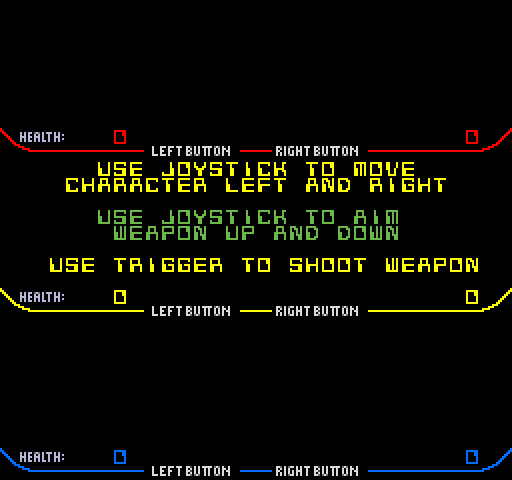 HEALTH: 0 0
LEFT BUTTON RIGHT BUTTON
USE JOYSTICK TO MOVE
CHARACTER LEFT AND RIGHT
USE JOYSTICK TO AIM
WEAPON UP AND DOWN
USE TRIGGER TO SHOOT WEAPON
HEALTH: 0 0
LEFT BUTTON RIGHT BUTTON
HEALTH: 0 0
LEFT BUTTON RIGHT BUTTON